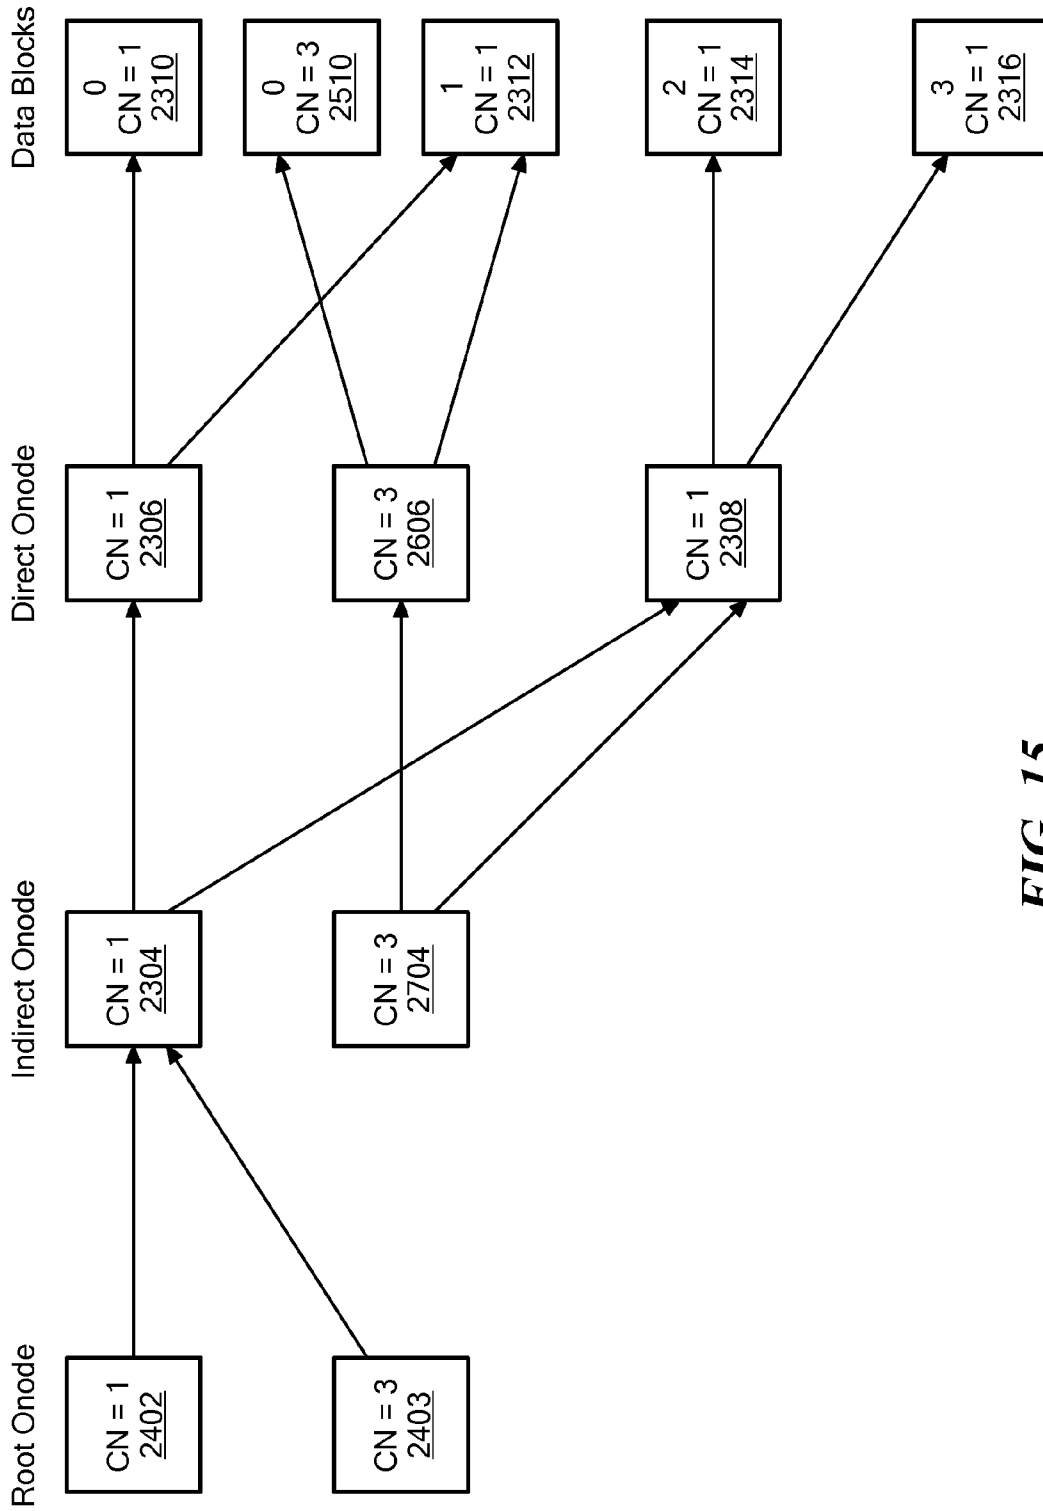 Root Onode
Indirect Onode
Direct Onode
Data Blocks
CN = 1
2402
CN = 1
2304
CN = 1
2306
0
CN = 1
2310
0
CN = 3
2510
CN = 3
2403
CN = 3
2704
CN = 3
2606
1
CN = 1
2312
CN = 1
2308
2
CN = 1
2314
3
CN = 1
2316
FIG. 15